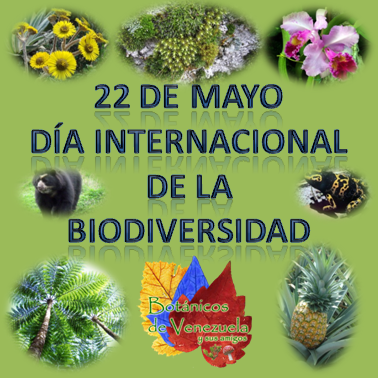 22 DE MAYO
DÍA INTERNACIONAL
DE LA
BIODIVERSIDAD
Botánicos
de Venezuela
y sus amigos